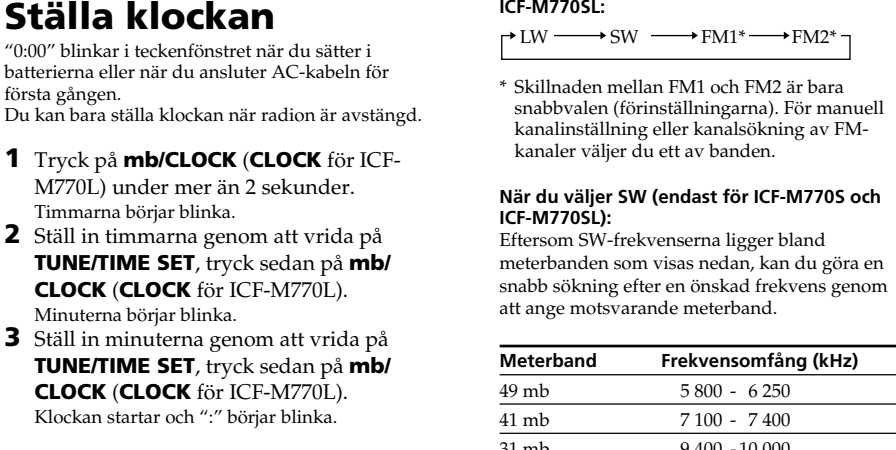 Ställa klockan
“0:00” blinkar i teckenfönstret när du sätter i
batterierna eller när du ansluter AC-kabeln för
första gången.
Du kan bara ställa klockan när radion är avstängd.
1 Tryck på mb/CLOCK (CLOCK för ICF-
M770L) under mer än 2 sekunder.
Timmarna börjar blinka.
2 Ställ in timmarna genom att vrida på
TUNE/TIME SET, tryck sedan på mb/
CLOCK (CLOCK för ICF-M770L).
Minuterna börjar blinka.
3 Ställ in minuterna genom att vrida på
TUNE/TIME SET, tryck sedan på mb/
CLOCK (CLOCK för ICF-M770L).
Klockan startar och “:” börjar blinka.
ICF-M770SL:
LW SW FM1* FM2*
* Skillnaden mellan FM1 och FM2 är bara
snabbvalen (förinställningarna). För manuell
kanalinställning eller kanalsökning av FM-
kanaler väljer du ett av banden.
När du väljer SW (endast för ICF-M770S och
ICF-M770SL):
Eftersom SW-frekvenserna ligger bland
meterbanden som visas nedan, kan du göra en
snabb sökning efter en önskad frekvens genom
att ange motsvarande meterband.
Meterband Frekvensomfång (kHz)
49 mb 5 800 - 6 250
41 mb 7 100 - 7 400
31 mb 9 400 - 10 000